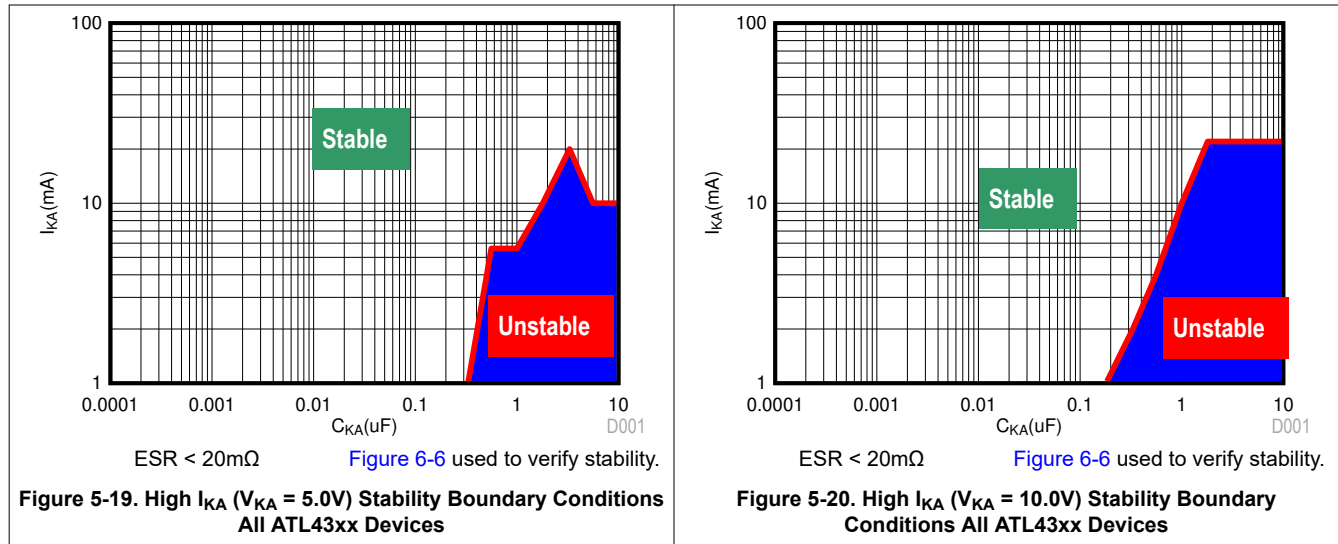 100
10
1
I_KA(mA)
Stable
Unstable
0.0001 0.001 0.01 0.1 1 10
C_KA(uF)
D001
ESR < 20mΩ Figure 6-6 used to verify stability.
Figure 5-19. High I_KA (V_KA = 5.0V) Stability Boundary Conditions
All ATL43xx Devices
100
10
1
I_KA(mA)
Stable
Unstable
0.0001 0.001 0.01 0.1 1 10
C_KA(uF)
D001
ESR < 20mΩ Figure 6-6 used to verify stability.
Figure 5-20. High I_KA (V_KA = 10.0V) Stability Boundary
Conditions All ATL43xx Devices